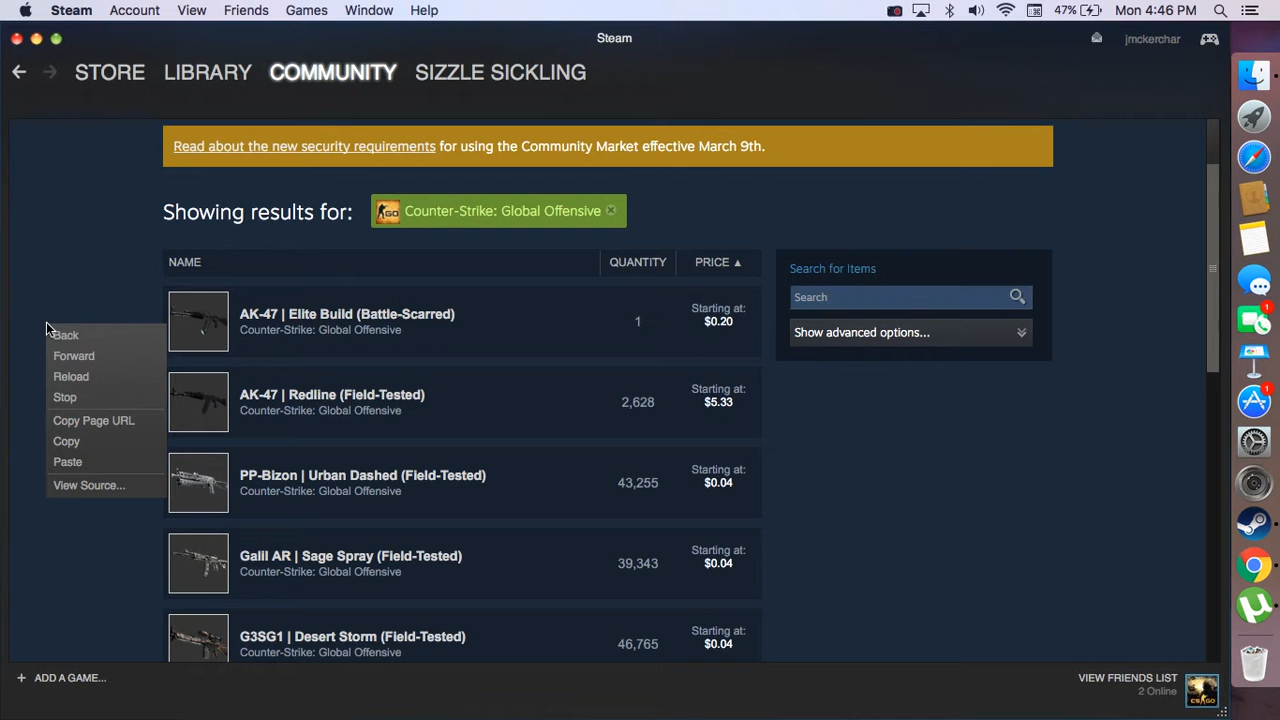 Steam Account View Friends Games Window Help 47% Mon 4:46 PM
Steam
jmckerchar
STORE LIBRARY COMMUNITY SIZZLE SICKLING
Read about the new security requirements for using the Community Market effective March 9th.
Showing results for: GO Counter-Strike: Global Offensive
NAME QUANTITY PRICE ▲
Search for Items
Search
Show advanced options...
AK-47 | Elite Build (Battle-Scarred)
Counter-Strike: Global Offensive
1
Starting at:
$0.20
AK-47 | Redline (Field-Tested)
Counter-Strike: Global Offensive
2,628
Starting at:
$5.33
PP-Bizon | Urban Dashed (Field-Tested)
Counter-Strike: Global Offensive
43,255
Starting at:
$0.04
Galil AR | Sage Spray (Field-Tested)
Counter-Strike: Global Offensive
39,343
Starting at:
$0.04
G3SG1 | Desert Storm (Field-Tested)
Counter-Strike: Global Offensive
46,765
Starting at:
$0.04
Back
Forward
Reload
Stop
Copy Page URL
Copy
Paste
View Source...
1
1
+ ADD A GAME...
VIEW FRIENDS LIST
2 Online
CS GO